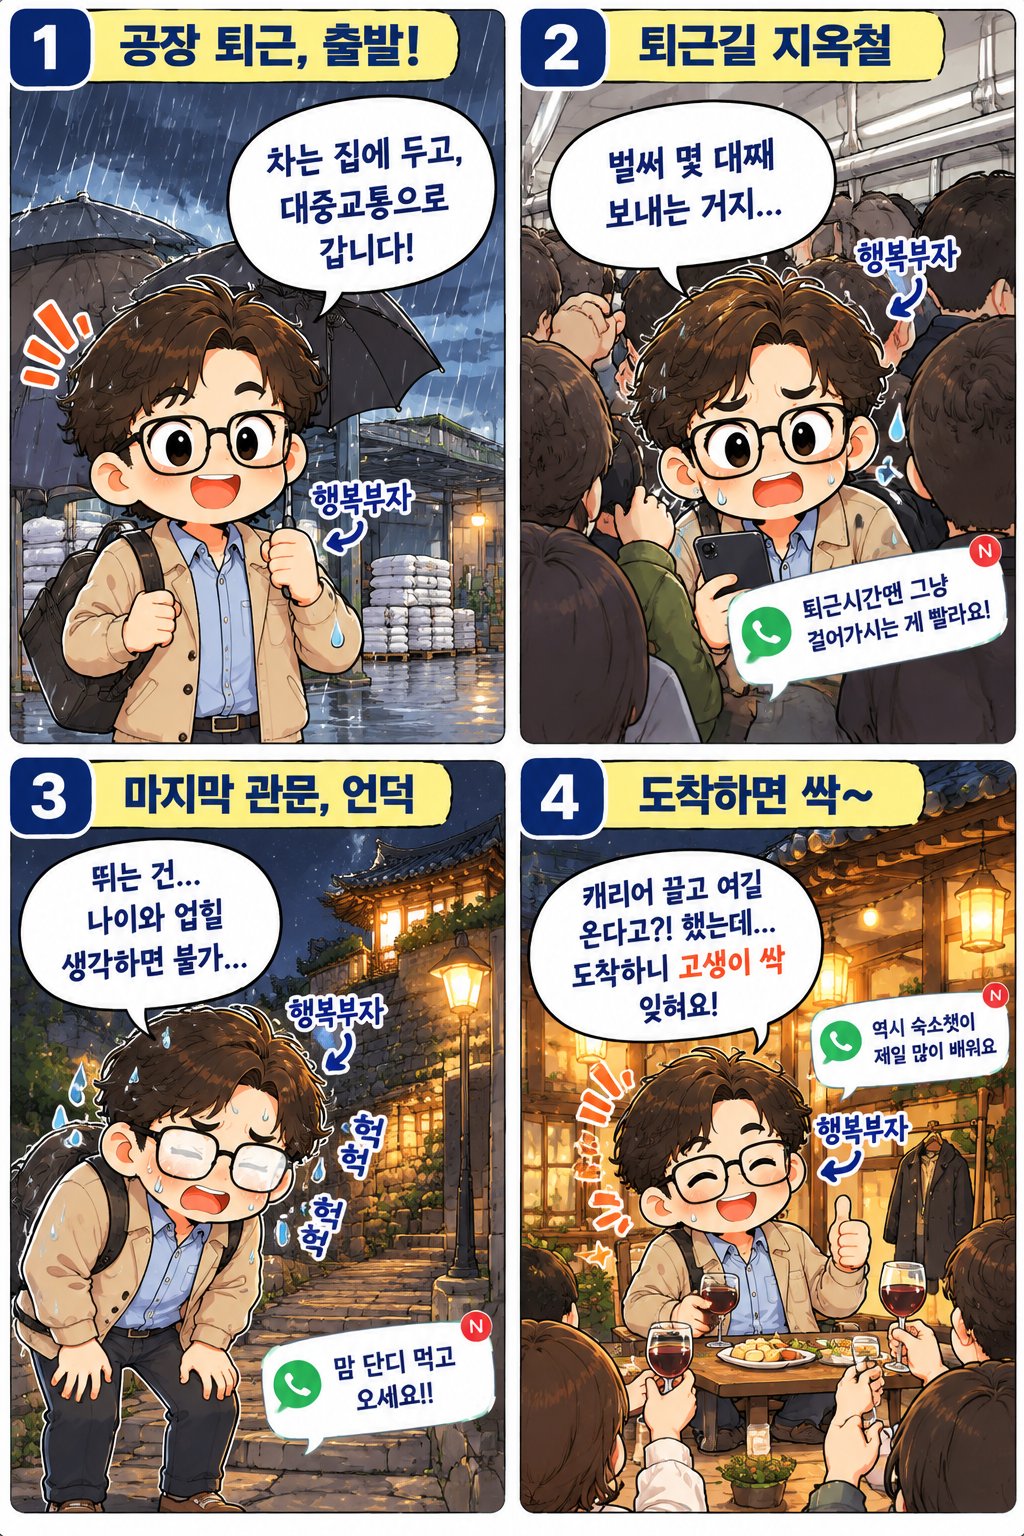 1
공장 퇴근, 출발!
차는 집에 두고,
대중교통으로
갑니다!
행복부자
2
퇴근길 지옥철
벌써 몇 대째
보내는 거지...
행복부자
N
퇴근시간땐 그냥
걸어가시는 게 빨라요!
3
마지막 관문, 언덕
뛰는 건...
나이와 업힐
생각하면 불가...
행복부자
헉
헉
헉
헉
N
맘 단디 먹고
오세요!!
4
도착하면 싹~
캐리어 끌고 여길
온다고?! 했는데...
도착하니 고생이 싹
잊혀요!
N
역시 숙소챗이
제일 많이 배워요
행복부자